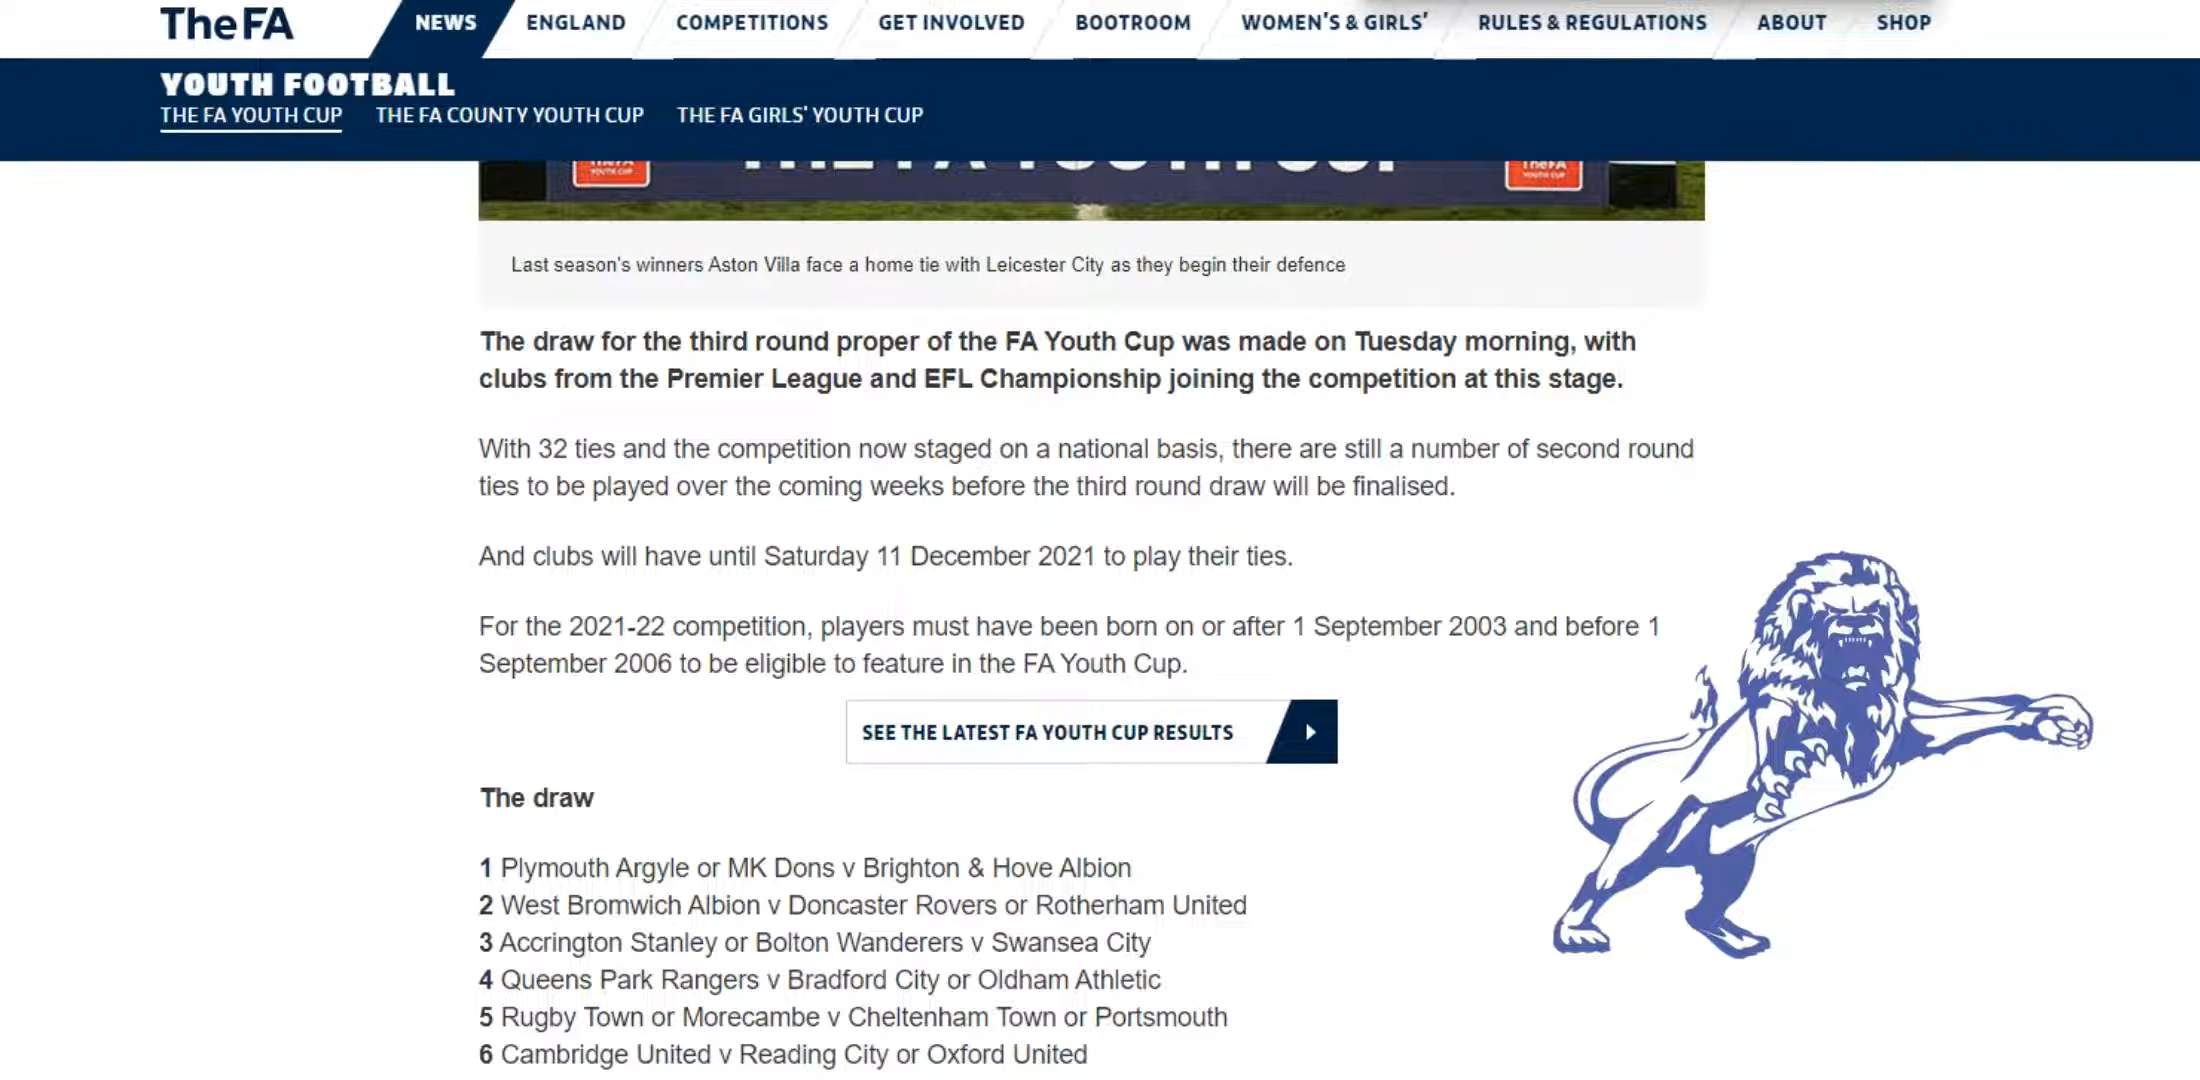 TheFA
NEWS
ENGLAND
COMPETITIONS
GET INVOLVED
BOOTROOM
WOMEN'S & GIRLS'
RULES & REGULATIONS
ABOUT
SHOP
YOUTH FOOTBALL
THE FA YOUTH CUP
THE FA COUNTY YOUTH CUP
THE FA GIRLS' YOUTH CUP
THE FA YOUTH CUP
TheFA
YOUTH CUP
TheFA
YOUTH CUP
Last season's winners Aston Villa face a home tie with Leicester City as they begin their defence
The draw for the third round proper of the FA Youth Cup was made on Tuesday morning, with
clubs from the Premier League and EFL Championship joining the competition at this stage.
With 32 ties and the competition now staged on a national basis, there are still a number of second round
ties to be played over the coming weeks before the third round draw will be finalised.
And clubs will have until Saturday 11 December 2021 to play their ties.
For the 2021-22 competition, players must have been born on or after 1 September 2003 and before 1
September 2006 to be eligible to feature in the FA Youth Cup.
SEE THE LATEST FA YOUTH CUP RESULTS
The draw
1 Plymouth Argyle or MK Dons v Brighton & Hove Albion
2 West Bromwich Albion v Doncaster Rovers or Rotherham United
3 Accrington Stanley or Bolton Wanderers v Swansea City
4 Queens Park Rangers v Bradford City or Oldham Athletic
5 Rugby Town or Morecambe v Cheltenham Town or Portsmouth
6 Cambridge United v Reading City or Oxford United